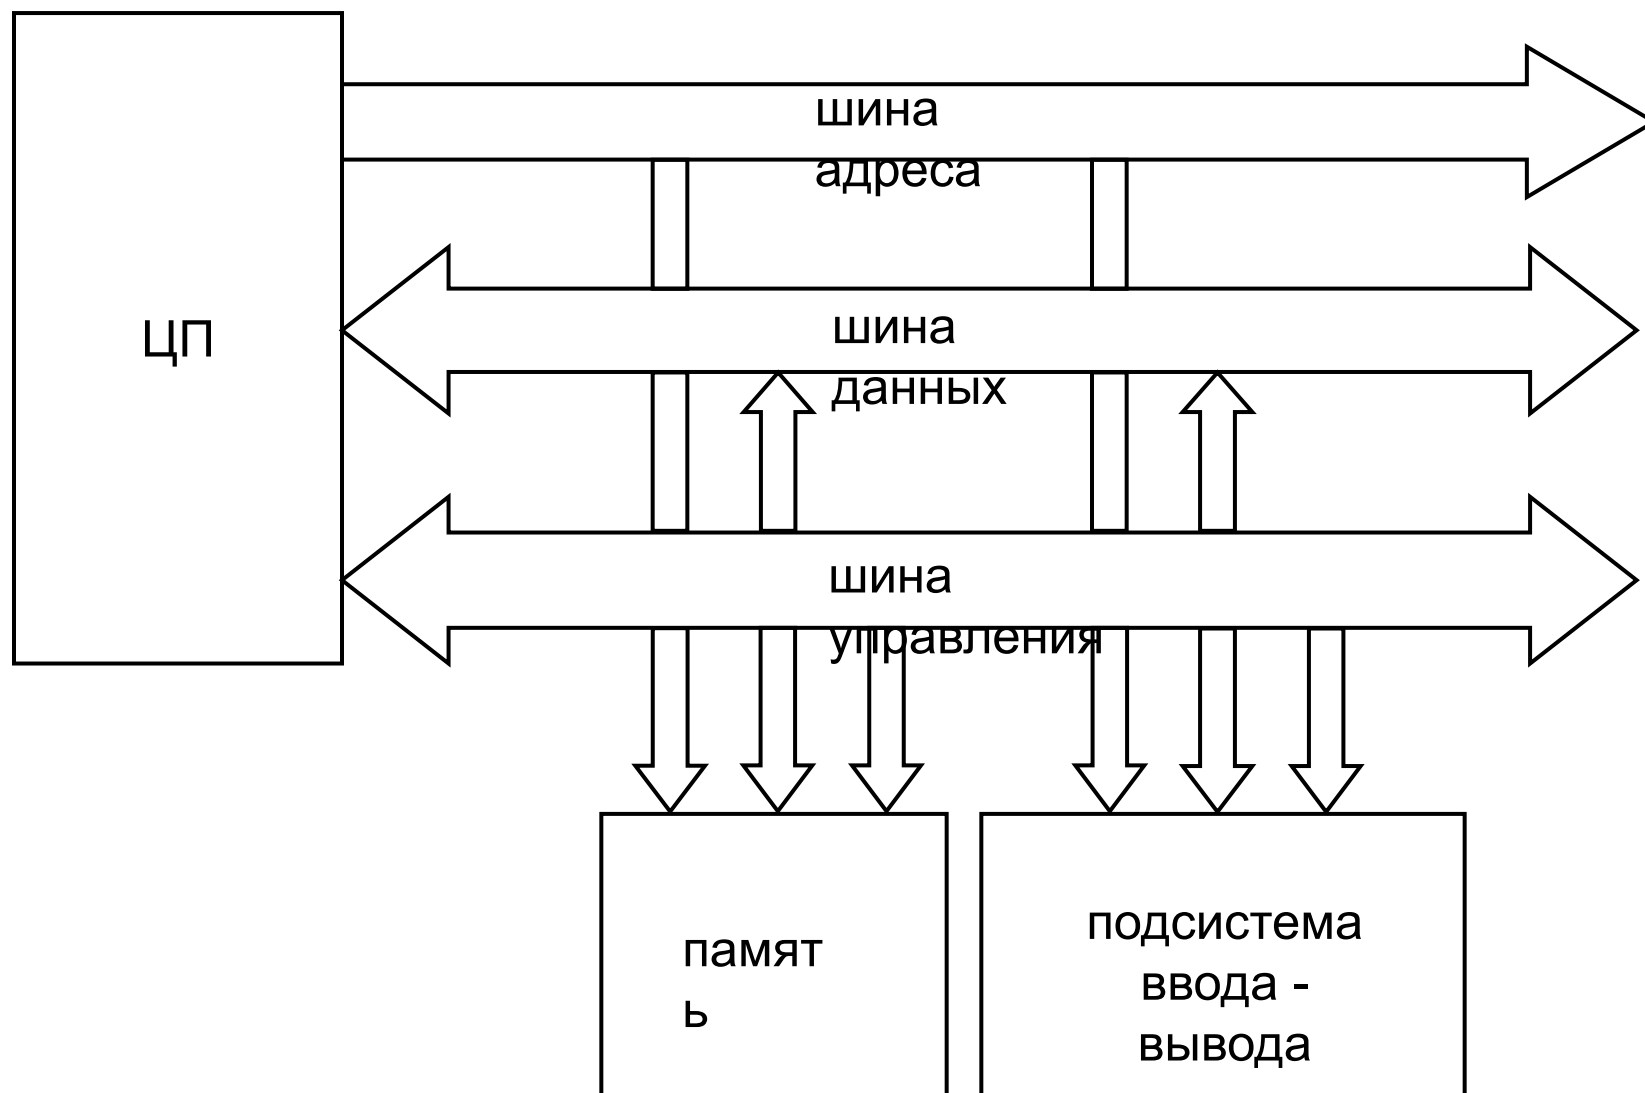 шина
адреса
ЦП
шина
данных
шина
управления
памят
ь
подсистема
ввода -
вывода